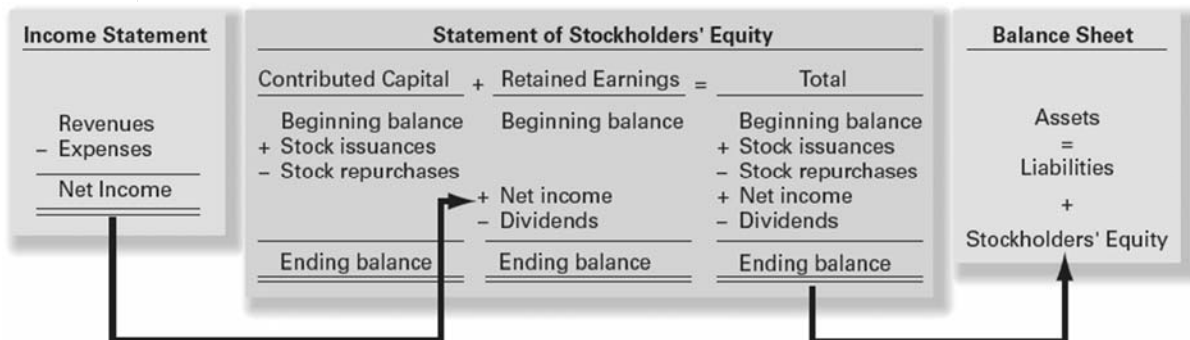 Income Statement
Revenues
– Expenses
Net Income
Statement of Stockholders' Equity
Contributed Capital + Retained Earnings = Total
Beginning balance Beginning balance Beginning balance
+ Stock issuances + Stock issuances
– Stock repurchases – Stock repurchases
+ Net income + Net income
– Dividends – Dividends
Ending balance Ending balance Ending balance
Balance Sheet
Assets
=
Liabilities
+
Stockholders' Equity